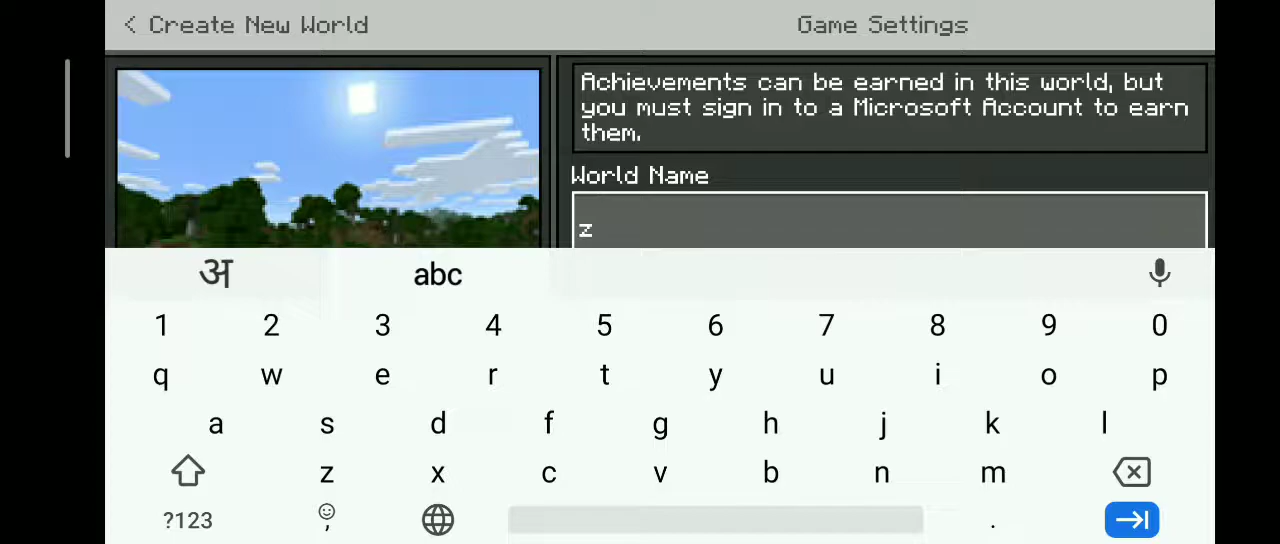 < Create New World
Game Settings
Achievements can be earned in this world, but
you must sign in to a Microsoft Account to earn
them.
World Name
z
अ abc
1 2 3 4 5 6 7 8 9 0
q w e r t y u i o p
a s d f g h j k l
z x c v b n m
?123 , .